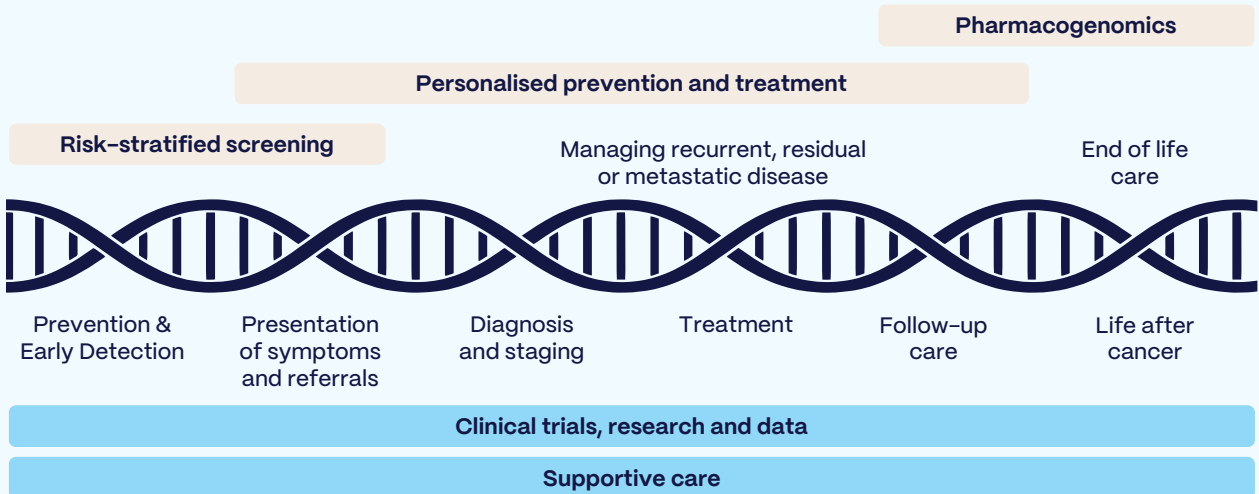 Pharmacogenomics
Personalised prevention and treatment
Risk-stratified screening
Managing recurrent, residual
or metastatic disease
End of life
care
Prevention &
Early Detection
Presentation
of symptoms
and referrals
Diagnosis
and staging
Treatment
Follow-up
care
Life after
cancer
Clinical trials, research and data
Supportive care